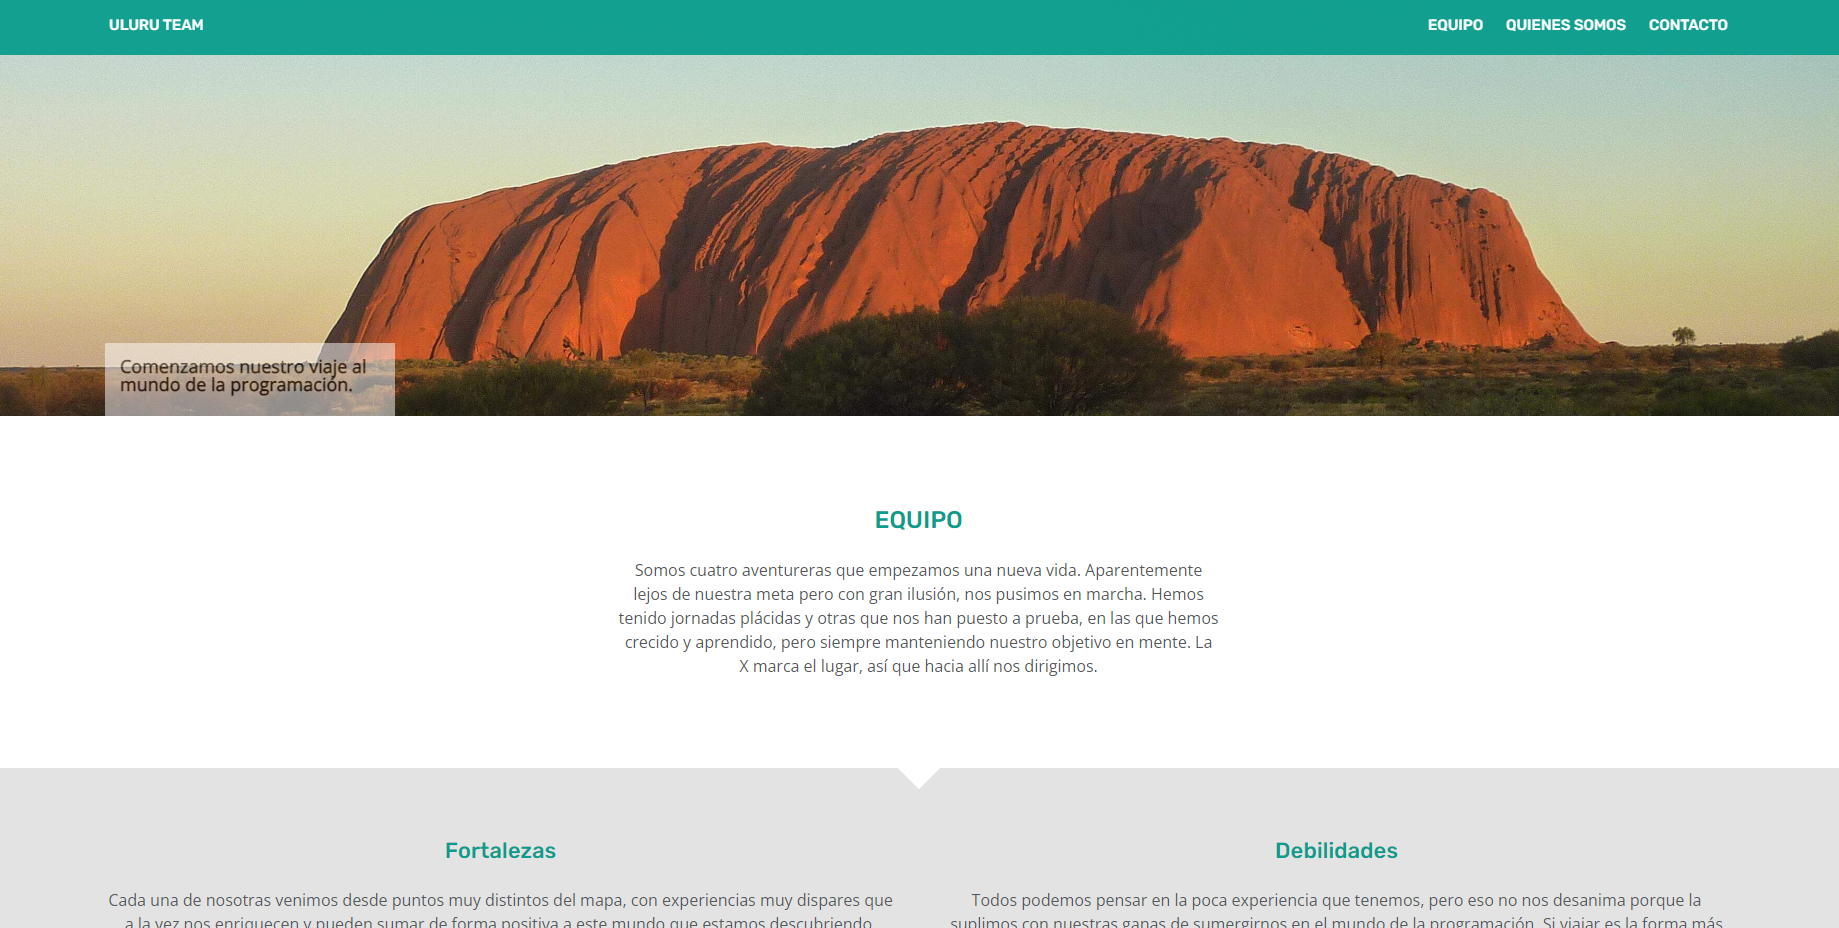 ULURU TEAM
EQUIPO QUIENES SOMOS CONTACTO
Comenzamos nuestro viaje al
mundo de la programación.
EQUIPO
Somos cuatro aventureras que empezamos una nueva vida. Aparentemente
lejos de nuestra meta pero con gran ilusión, nos pusimos en marcha. Hemos
tenido jornadas plácidas y otras que nos han puesto a prueba, en las que hemos
crecido y aprendido, pero siempre manteniendo nuestro objetivo en mente. La
X marca el lugar, así que hacia allí nos dirigimos.
Fortalezas
Cada una de nosotras venimos desde puntos muy distintos del mapa, con experiencias muy dispares que
a la vez nos enriquecen y pueden sumar de forma positiva a este mundo que estamos descubriendo.
Debilidades
Todos podemos pensar en la poca experiencia que tenemos, pero eso no nos desanima porque la
suplimos con nuestras ganas de sumergirnos en el mundo de la programación. Si viajar es la forma más